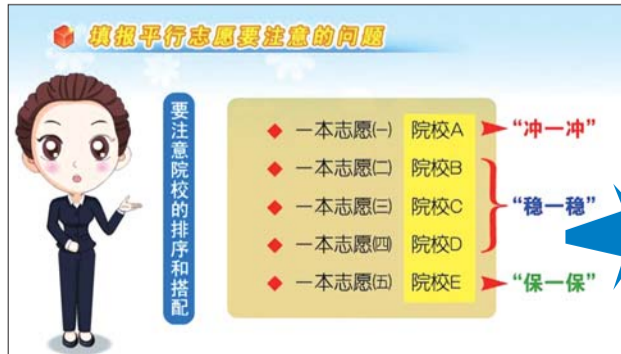 填报平行志愿要注意的问题
要注意院校的排序和搭配
一本志愿㈠ 院校A “冲一冲”
一本志愿㈡ 院校B
一本志愿㈢ 院校C “稳一稳”
一本志愿㈣ 院校D
一本志愿㈤ 院校E “保一保”